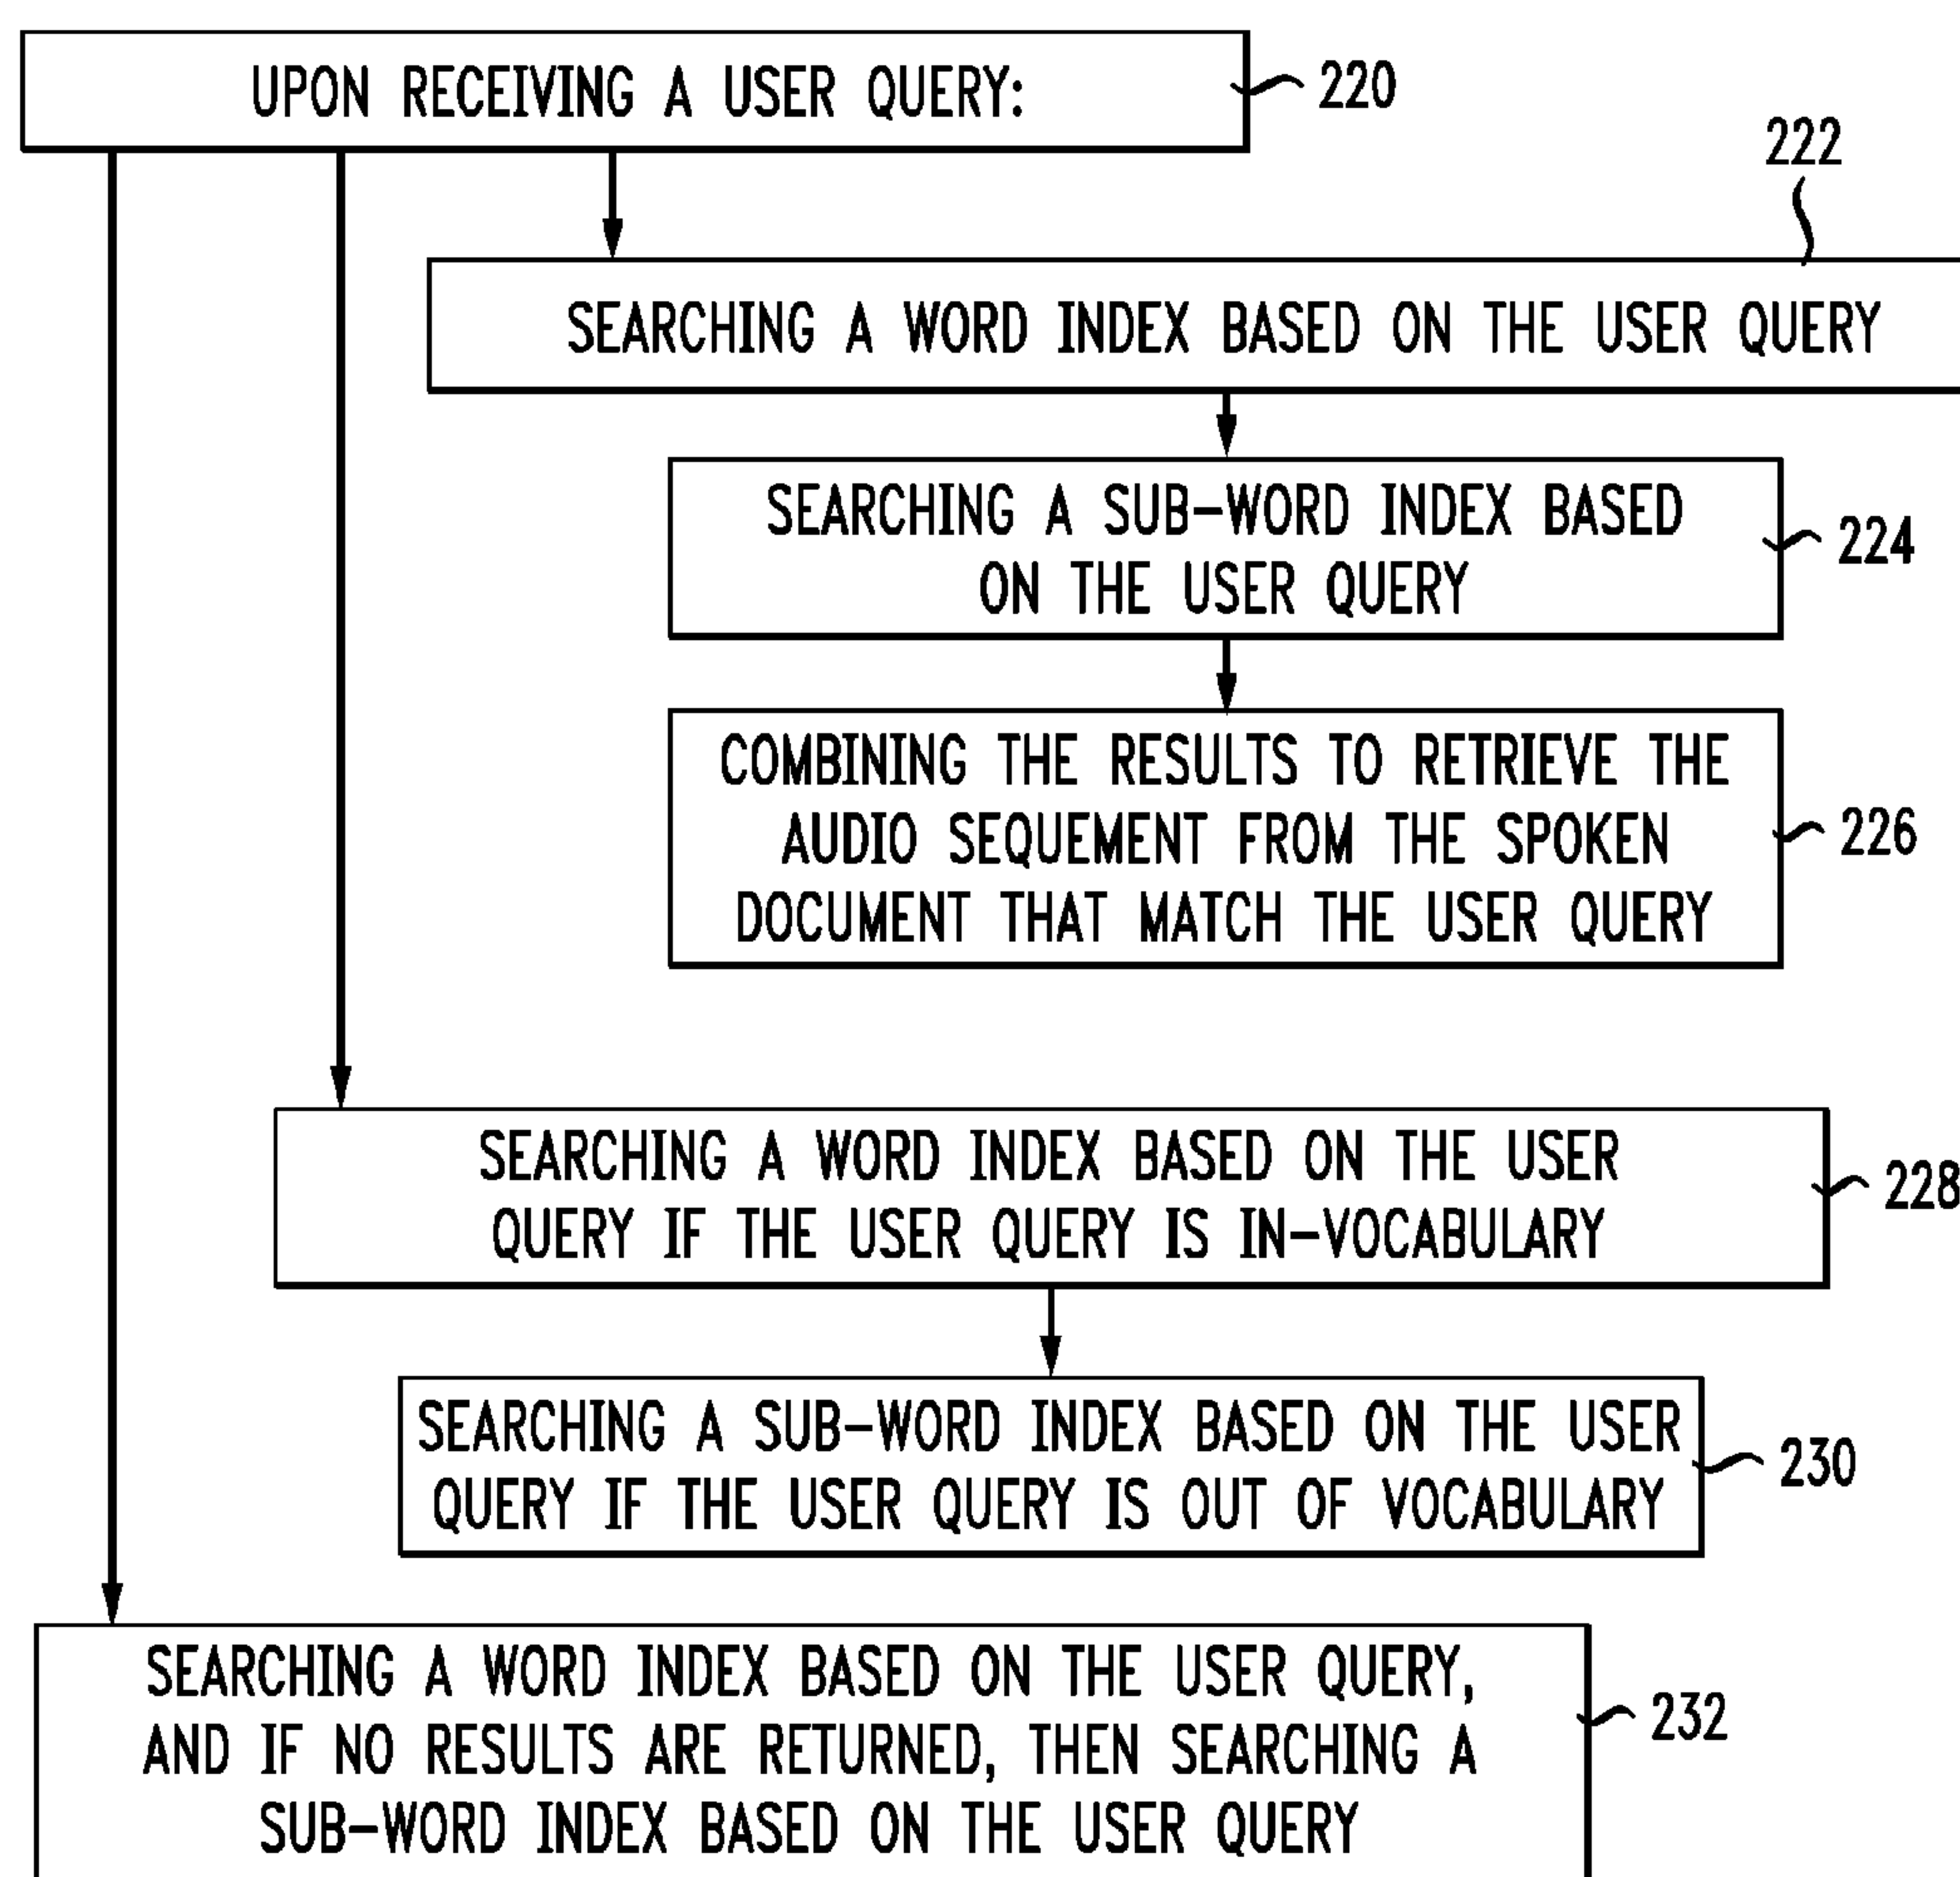 UPON RECEIVING A USER QUERY:
220
222
SEARCHING A WORD INDEX BASED ON THE USER QUERY
SEARCHING A SUB-WORD INDEX BASED
ON THE USER QUERY
224
COMBINING THE RESULTS TO RETRIEVE THE
AUDIO SEQUEMENT FROM THE SPOKEN
DOCUMENT THAT MATCH THE USER QUERY
226
SEARCHING A WORD INDEX BASED ON THE USER
QUERY IF THE USER QUERY IS IN-VOCABULARY
228
SEARCHING A SUB-WORD INDEX BASED ON THE USER
QUERY IF THE USER QUERY IS OUT OF VOCABULARY
230
SEARCHING A WORD INDEX BASED ON THE USER QUERY,
AND IF NO RESULTS ARE RETURNED, THEN SEARCHING A
SUB-WORD INDEX BASED ON THE USER QUERY
232